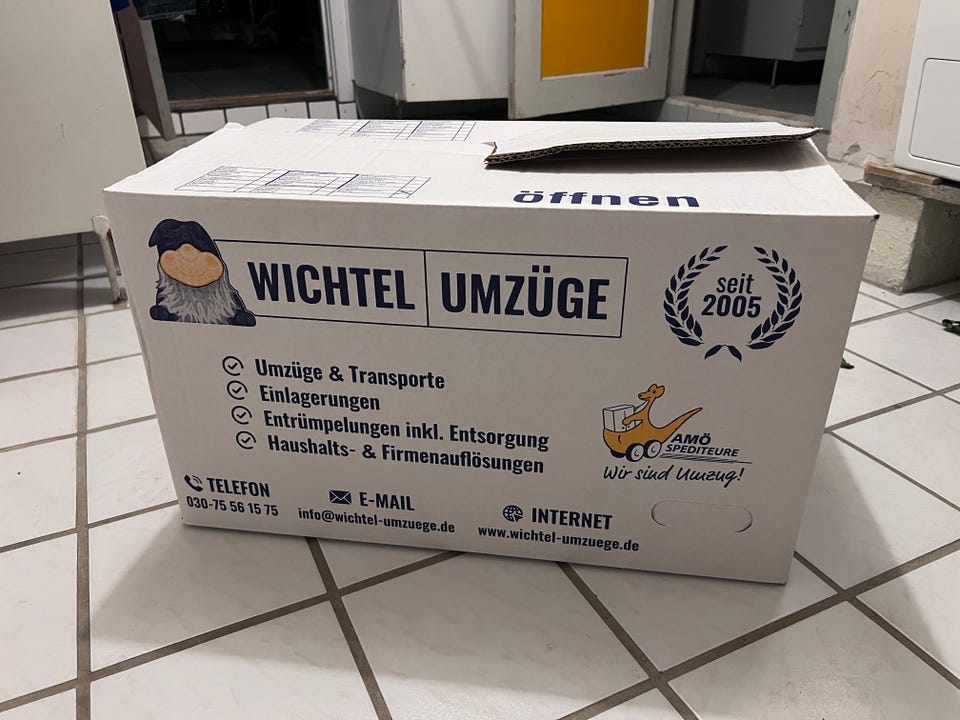 öffnen
WICHTEL UMZÜGE
seit
2005
Umzüge & Transporte
Einlagerungen
Entrümpelungen inkl. Entsorgung
Haushalts- & Firmenauflösungen
AMÖ
SPEDITEURE
Wir sind Umzug!
TELEFON
030-75 56 15 75
E-MAIL
info@wichtel-umzuege.de
INTERNET
www.wichtel-umzuege.de